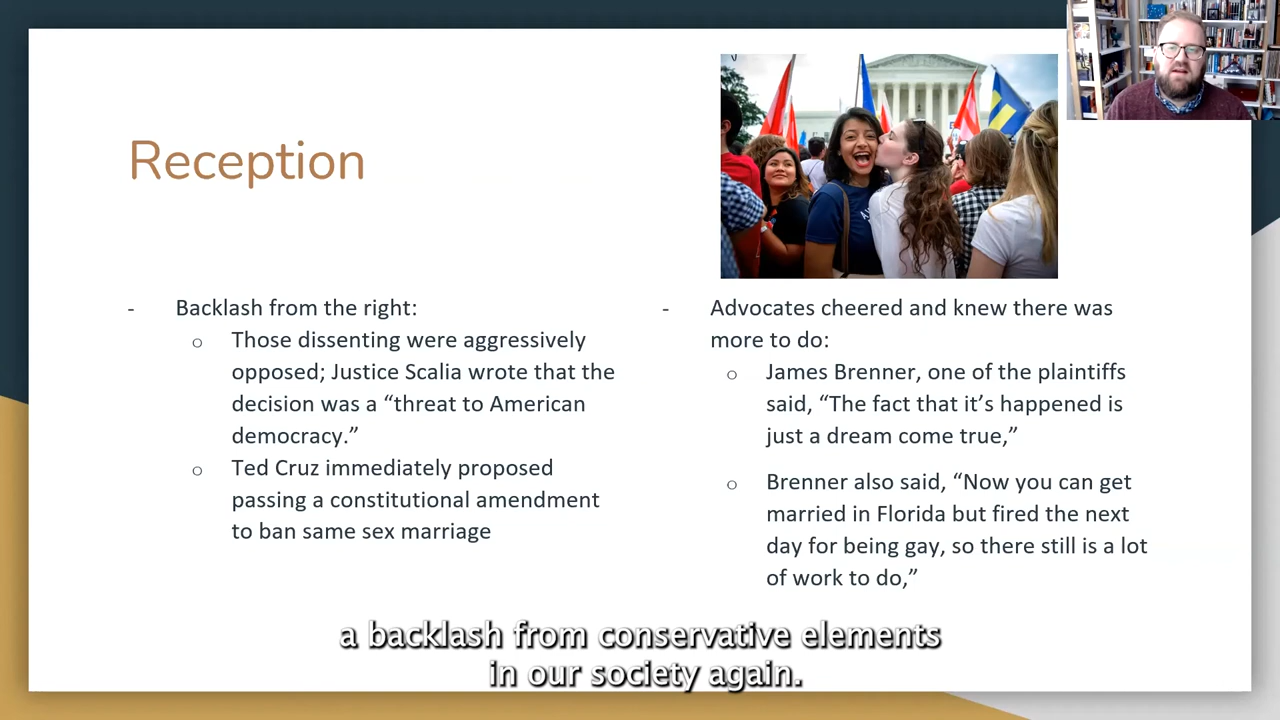 Reception
- Backlash from the right:
o Those dissenting were aggressively
opposed; Justice Scalia wrote that the
decision was a “threat to American
democracy.”
o Ted Cruz immediately proposed
passing a constitutional amendment
to ban same sex marriage
- Advocates cheered and knew there was
more to do:
o James Brenner, one of the plaintiffs
said, “The fact that it’s happened is
just a dream come true,”
o Brenner also said, “Now you can get
married in Florida but fired the next
day for being gay, so there still is a lot
of work to do,”
a backlash from conservative elements
in our society again.